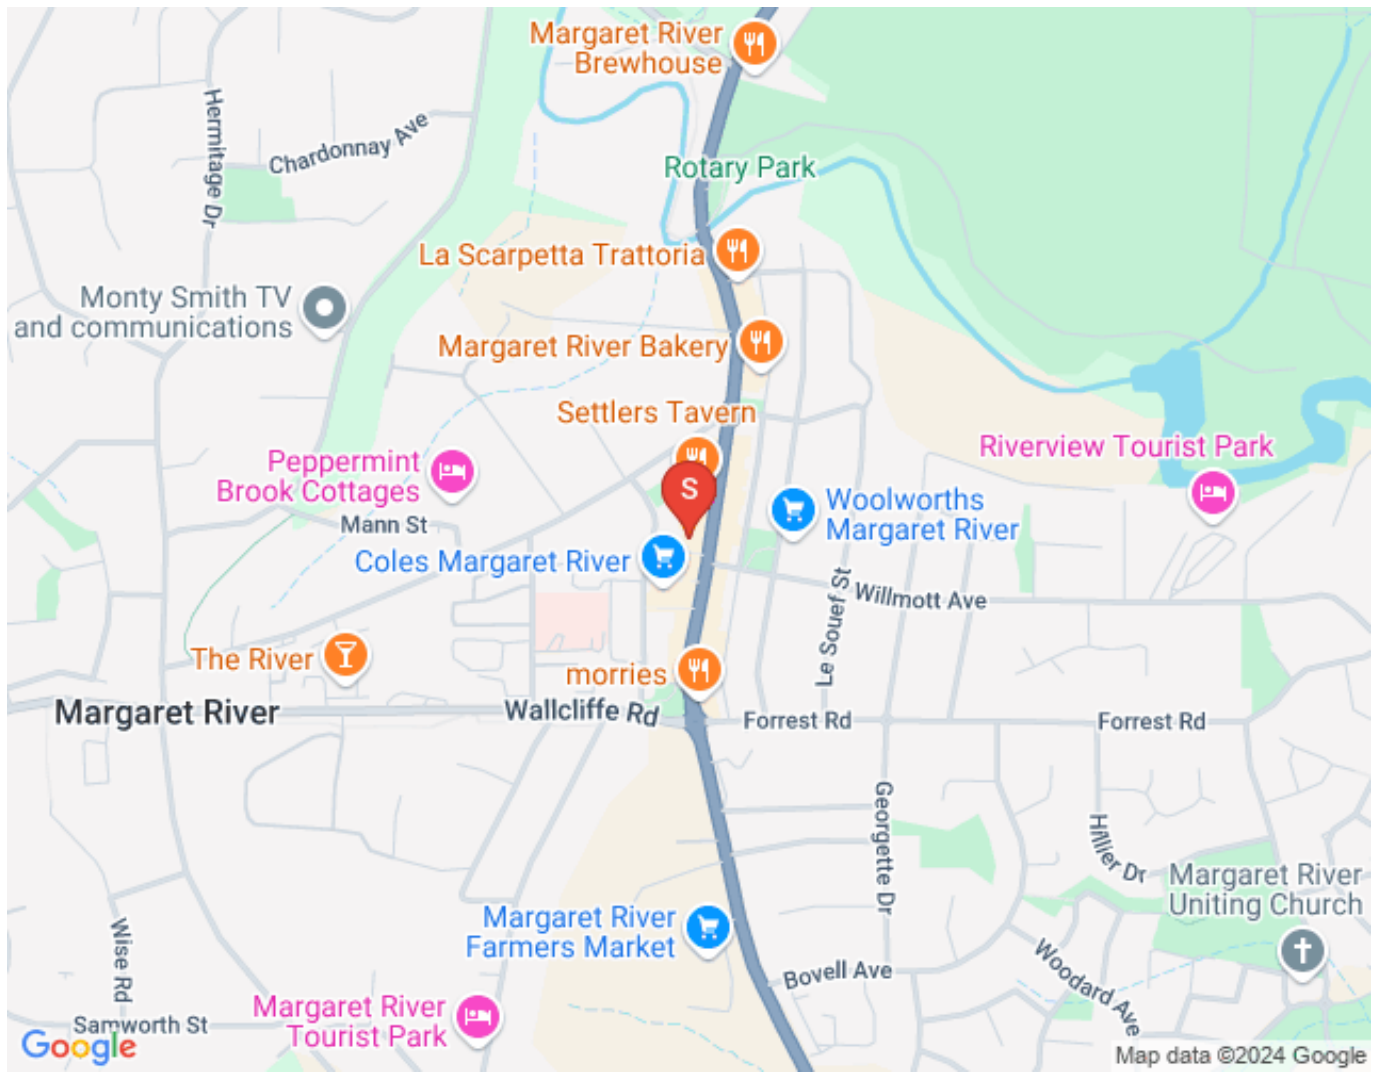 Margaret River
Brewhouse
Hermitage Dr
Chardonnay Ave
Rotary Park
La Scarpetta Trattoria
Monty Smith TV
and communications
Margaret River Bakery
Settlers Tavern
Peppermint
Brook Cottages
Riverview Tourist Park
S
Woolworths
Margaret River
Mann St
Coles Margaret River
Willmott Ave
Le Souef St
The River
morries
Margaret River
Wallcliffe Rd
Forrest Rd
Forrest Rd
Georgette Dr
Hillier Dr
Margaret River
Uniting Church
Margaret River
Farmers Market
Wise Rd
Bovell Ave
Woodard Ave
Margaret River
Tourist Park
Samworth St
Google
Map data ©2024 Google